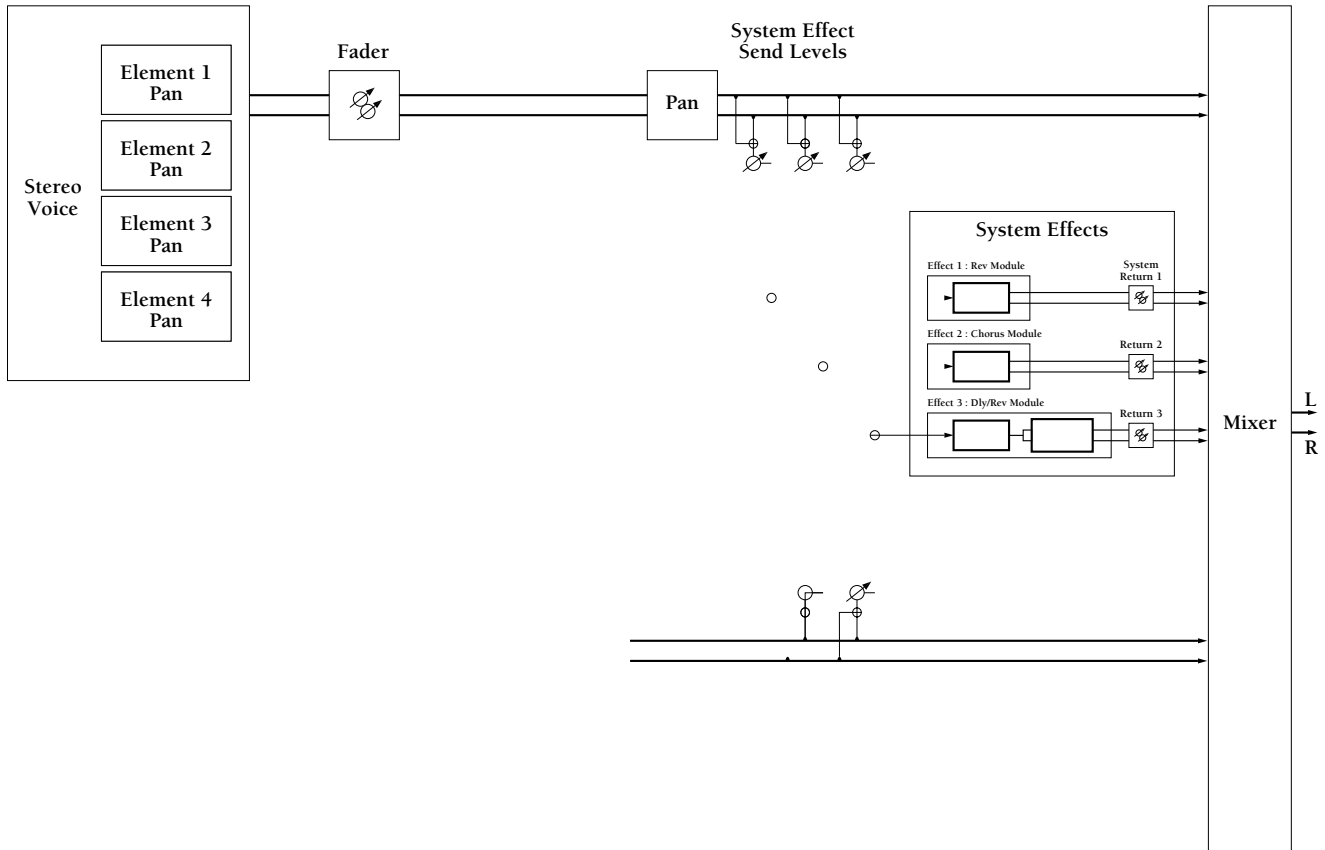 System Effect
Send Levels
Fader
Element 1
Pan
Pan
Element 2
Pan
Stereo
Voice
Element 3
Pan
Element 4
Pan
System Effects
Effect 1 : Rev Module
System
Return 1
Effect 2 : Chorus Module
Return 2
Effect 3 : Dly/Rev Module
Return 3
Mixer
L
R